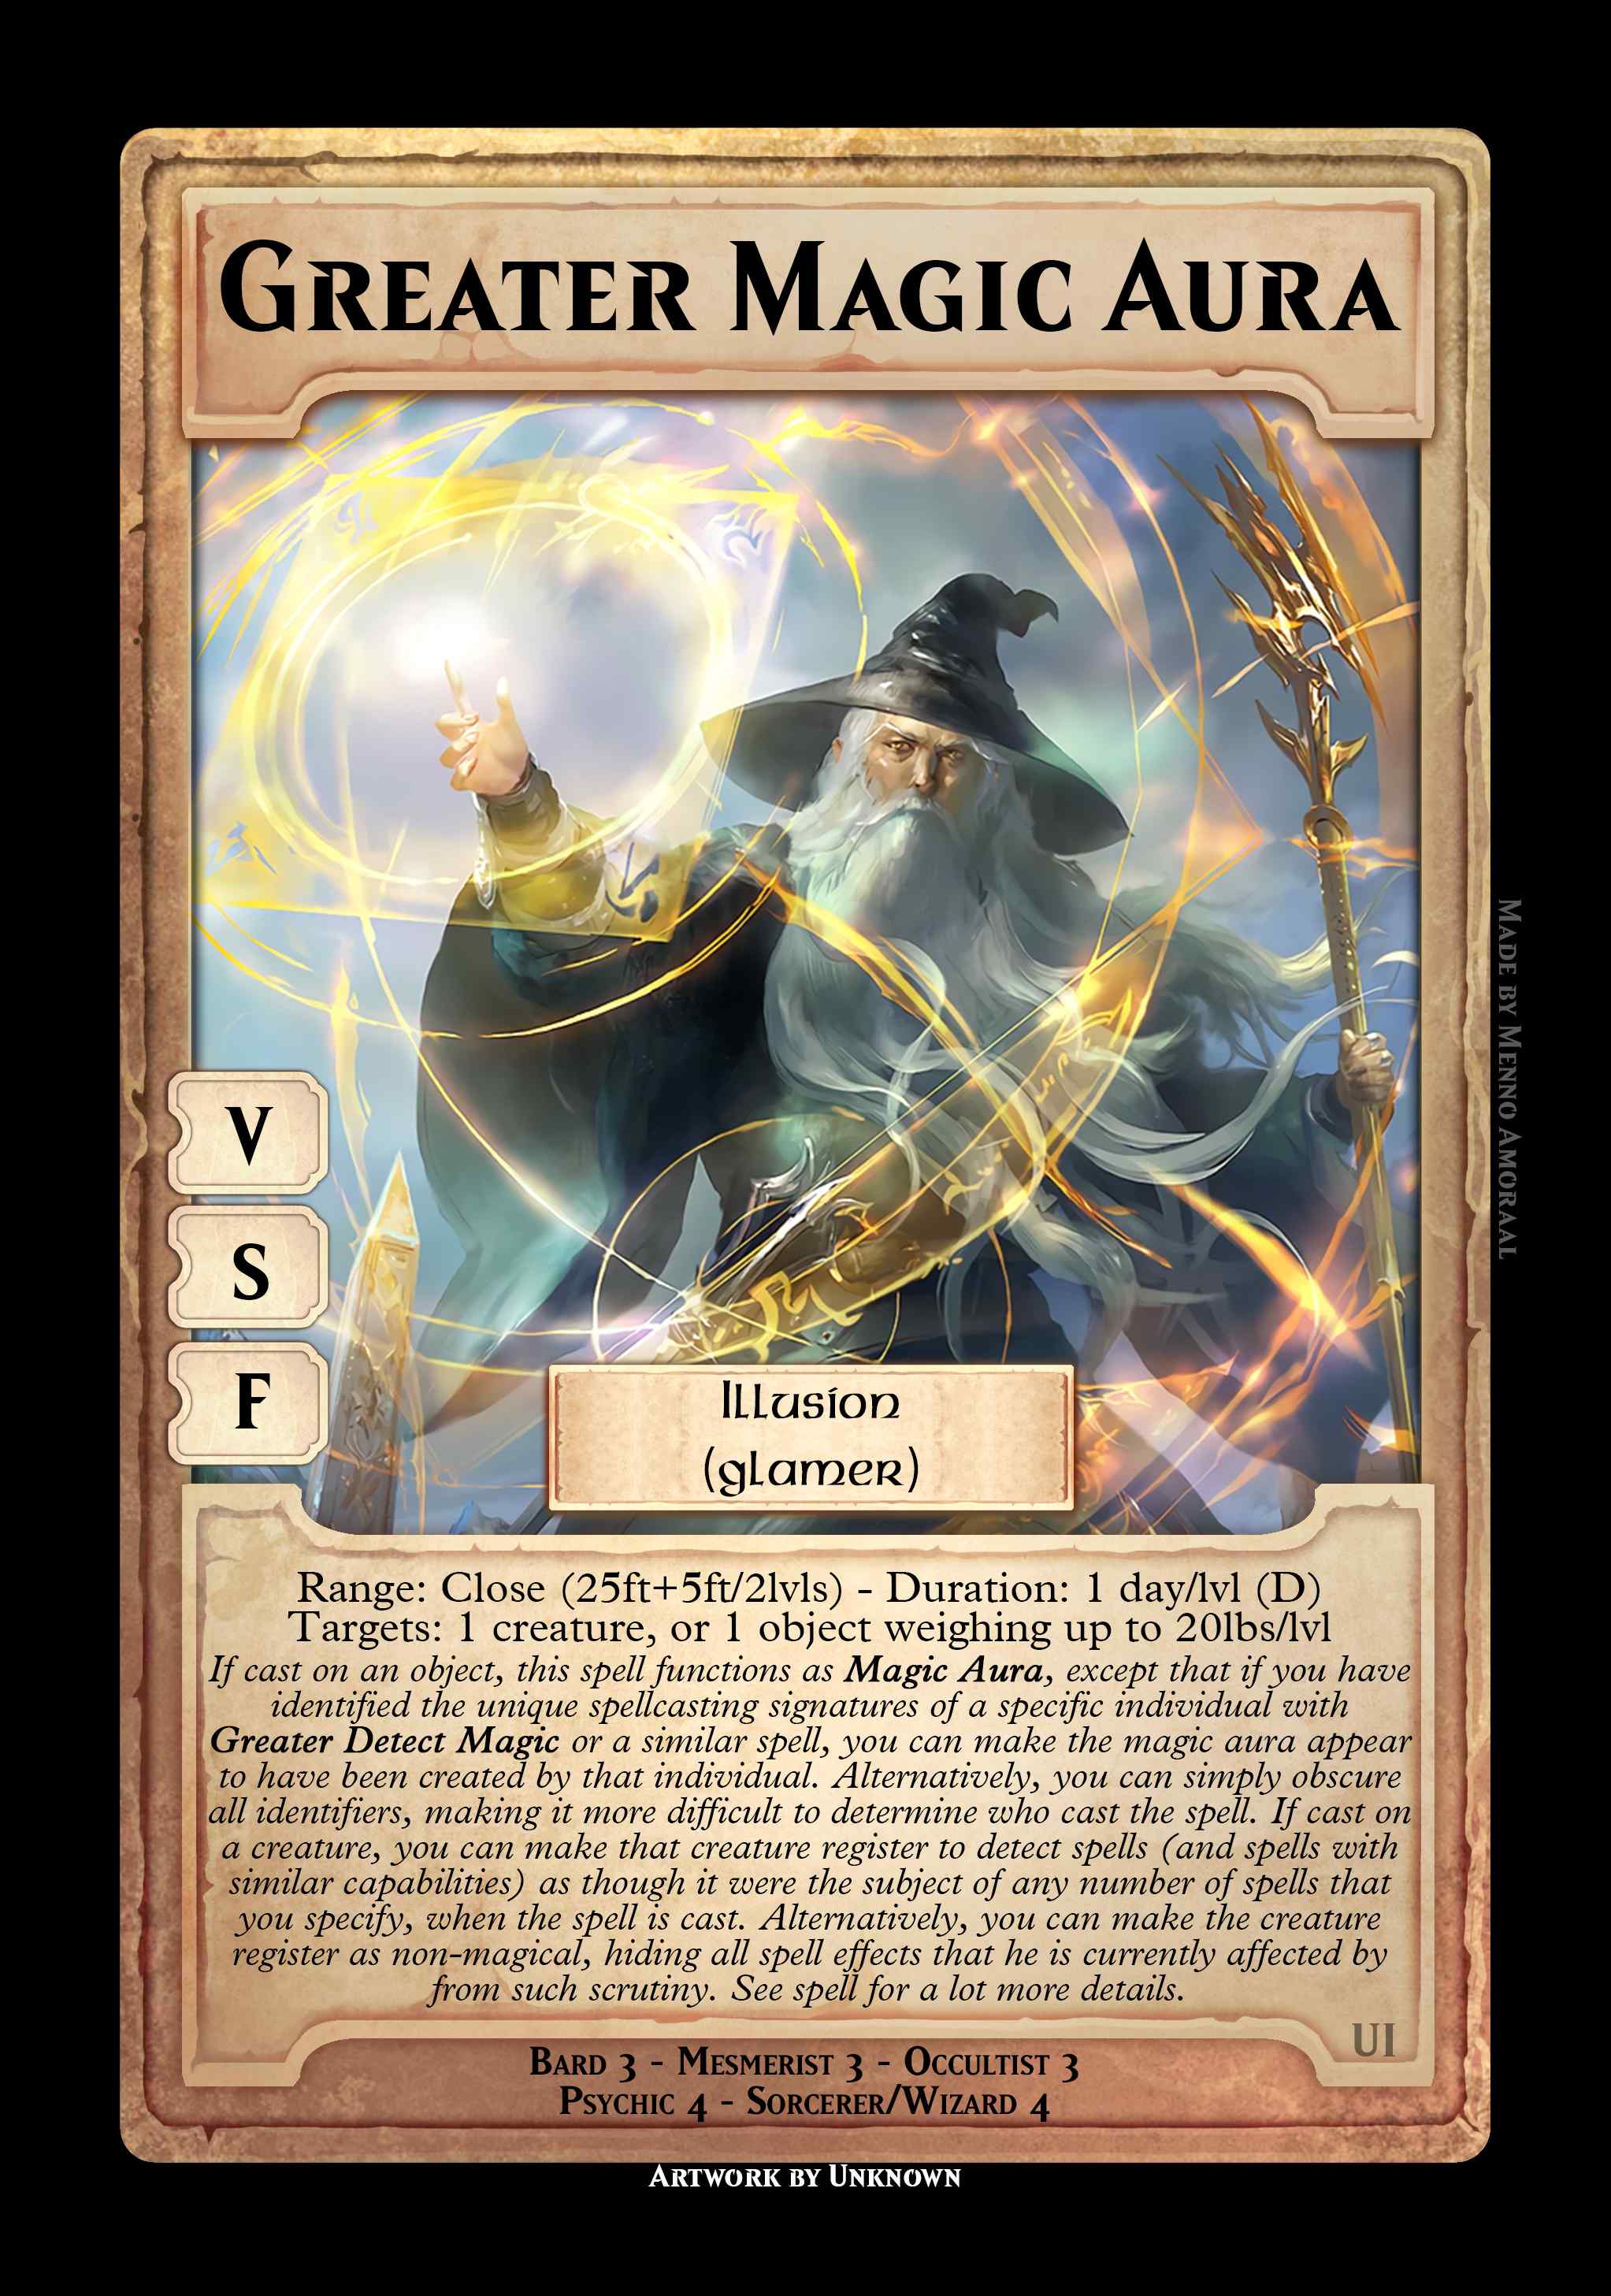 Greater Magic Aura
V
S
F
Illusion
(glamer)
Range: Close (25ft+5ft/2lvls) - Duration: 1 day/lvl (D)
Targets: 1 creature, or 1 object weighing up to 20lbs/lvl
If cast on an object, this spell functions as Magic Aura, except that if you have
identified the unique spellcasting signatures of a specific individual with
Greater Detect Magic or a similar spell, you can make the magic aura appear
to have been created by that individual. Alternatively, you can simply obscure
all identifiers, making it more difficult to determine who cast the spell. If cast on
a creature, you can make that creature register to detect spells (and spells with
similar capabilities) as though it were the subject of any number of spells that
you specify, when the spell is cast. Alternatively, you can make the creature
register as non-magical, hiding all spell effects that he is currently affected by
from such scrutiny. See spell for a lot more details.
UI
Bard 3 - Mesmerist 3 - Occultist 3
Psychic 4 - Sorcerer/Wizard 4
Artwork by Unknown
Made by Menno Amoraal